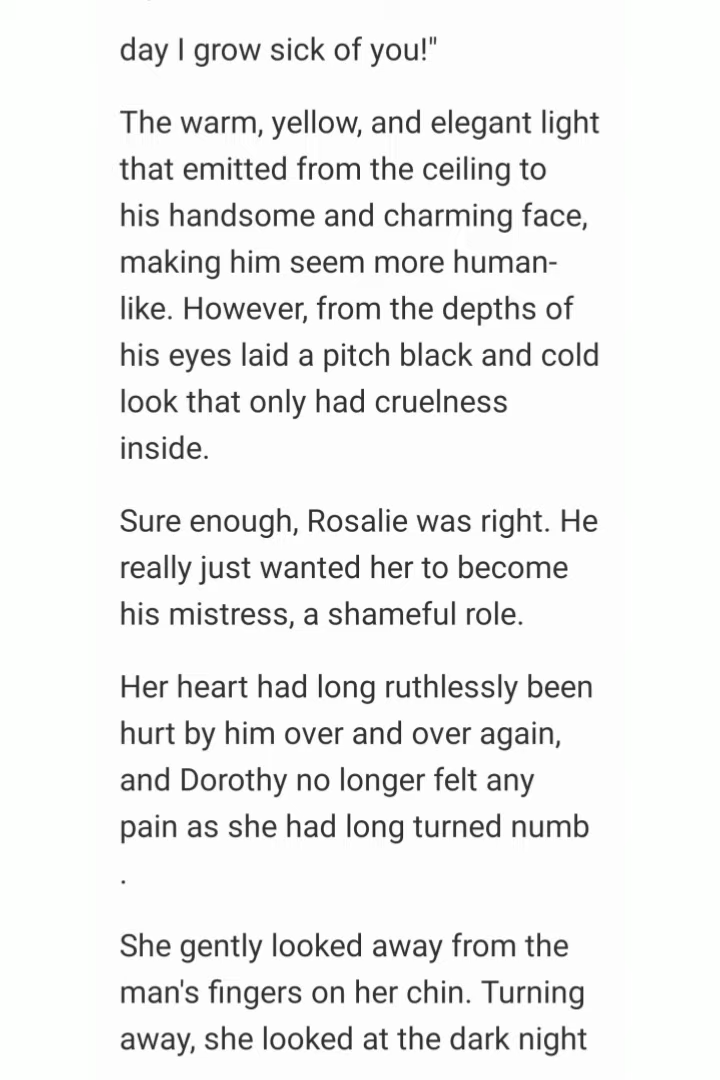 day I grow sick of you!"
The warm, yellow, and elegant light
that emitted from the ceiling to
his handsome and charming face,
making him seem more human-
like. However, from the depths of
his eyes laid a pitch black and cold
look that only had cruelness
inside.
Sure enough, Rosalie was right. He
really just wanted her to become
his mistress, a shameful role.
Her heart had long ruthlessly been
hurt by him over and over again,
and Dorothy no longer felt any
pain as she had long turned numb
.
She gently looked away from the
man's fingers on her chin. Turning
away, she looked at the dark night